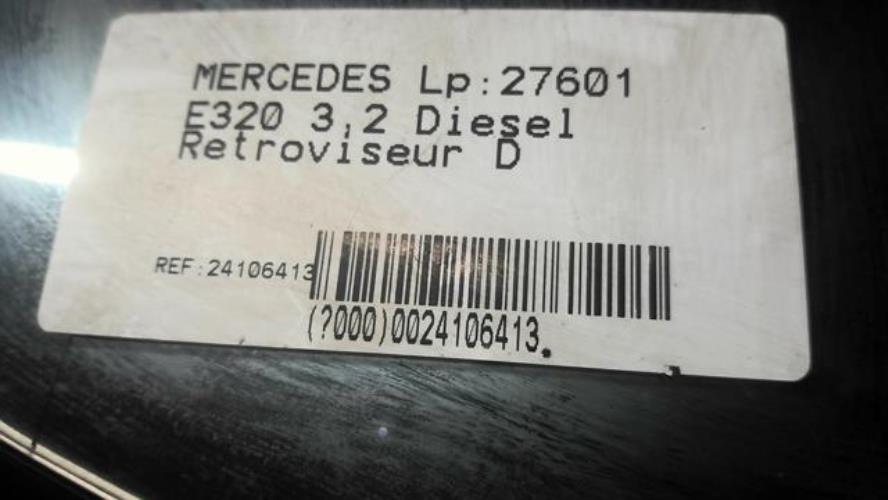 MERCEDES Lp:27601
E320 3,2 Diesel
Retroviseur D
REF:24106413
(?000)0024106413.